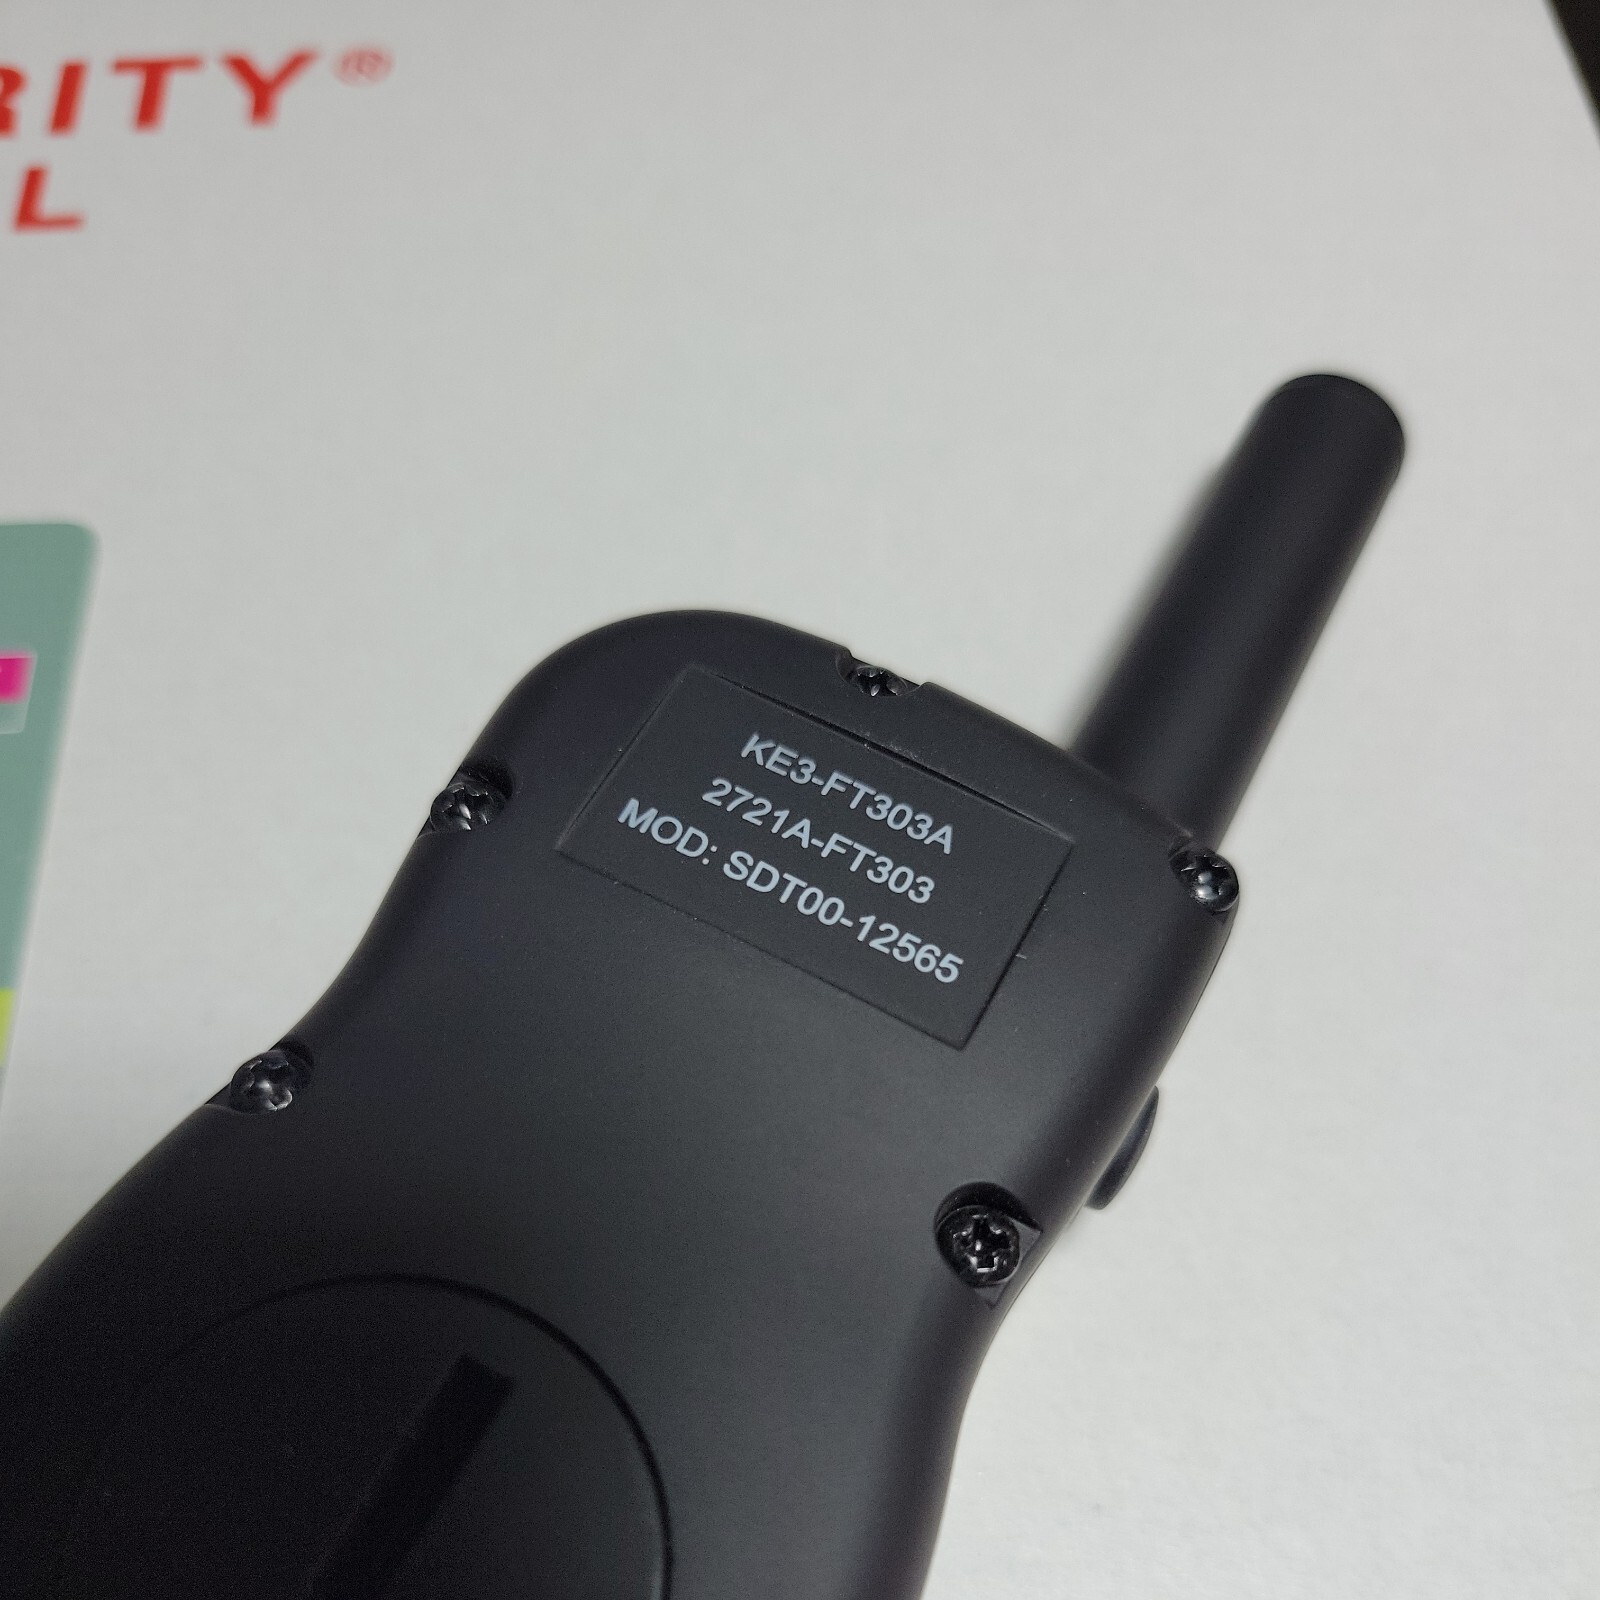 RITY®
L
KE3-FT303A
2721A-FT303
MOD: SDT00-12565